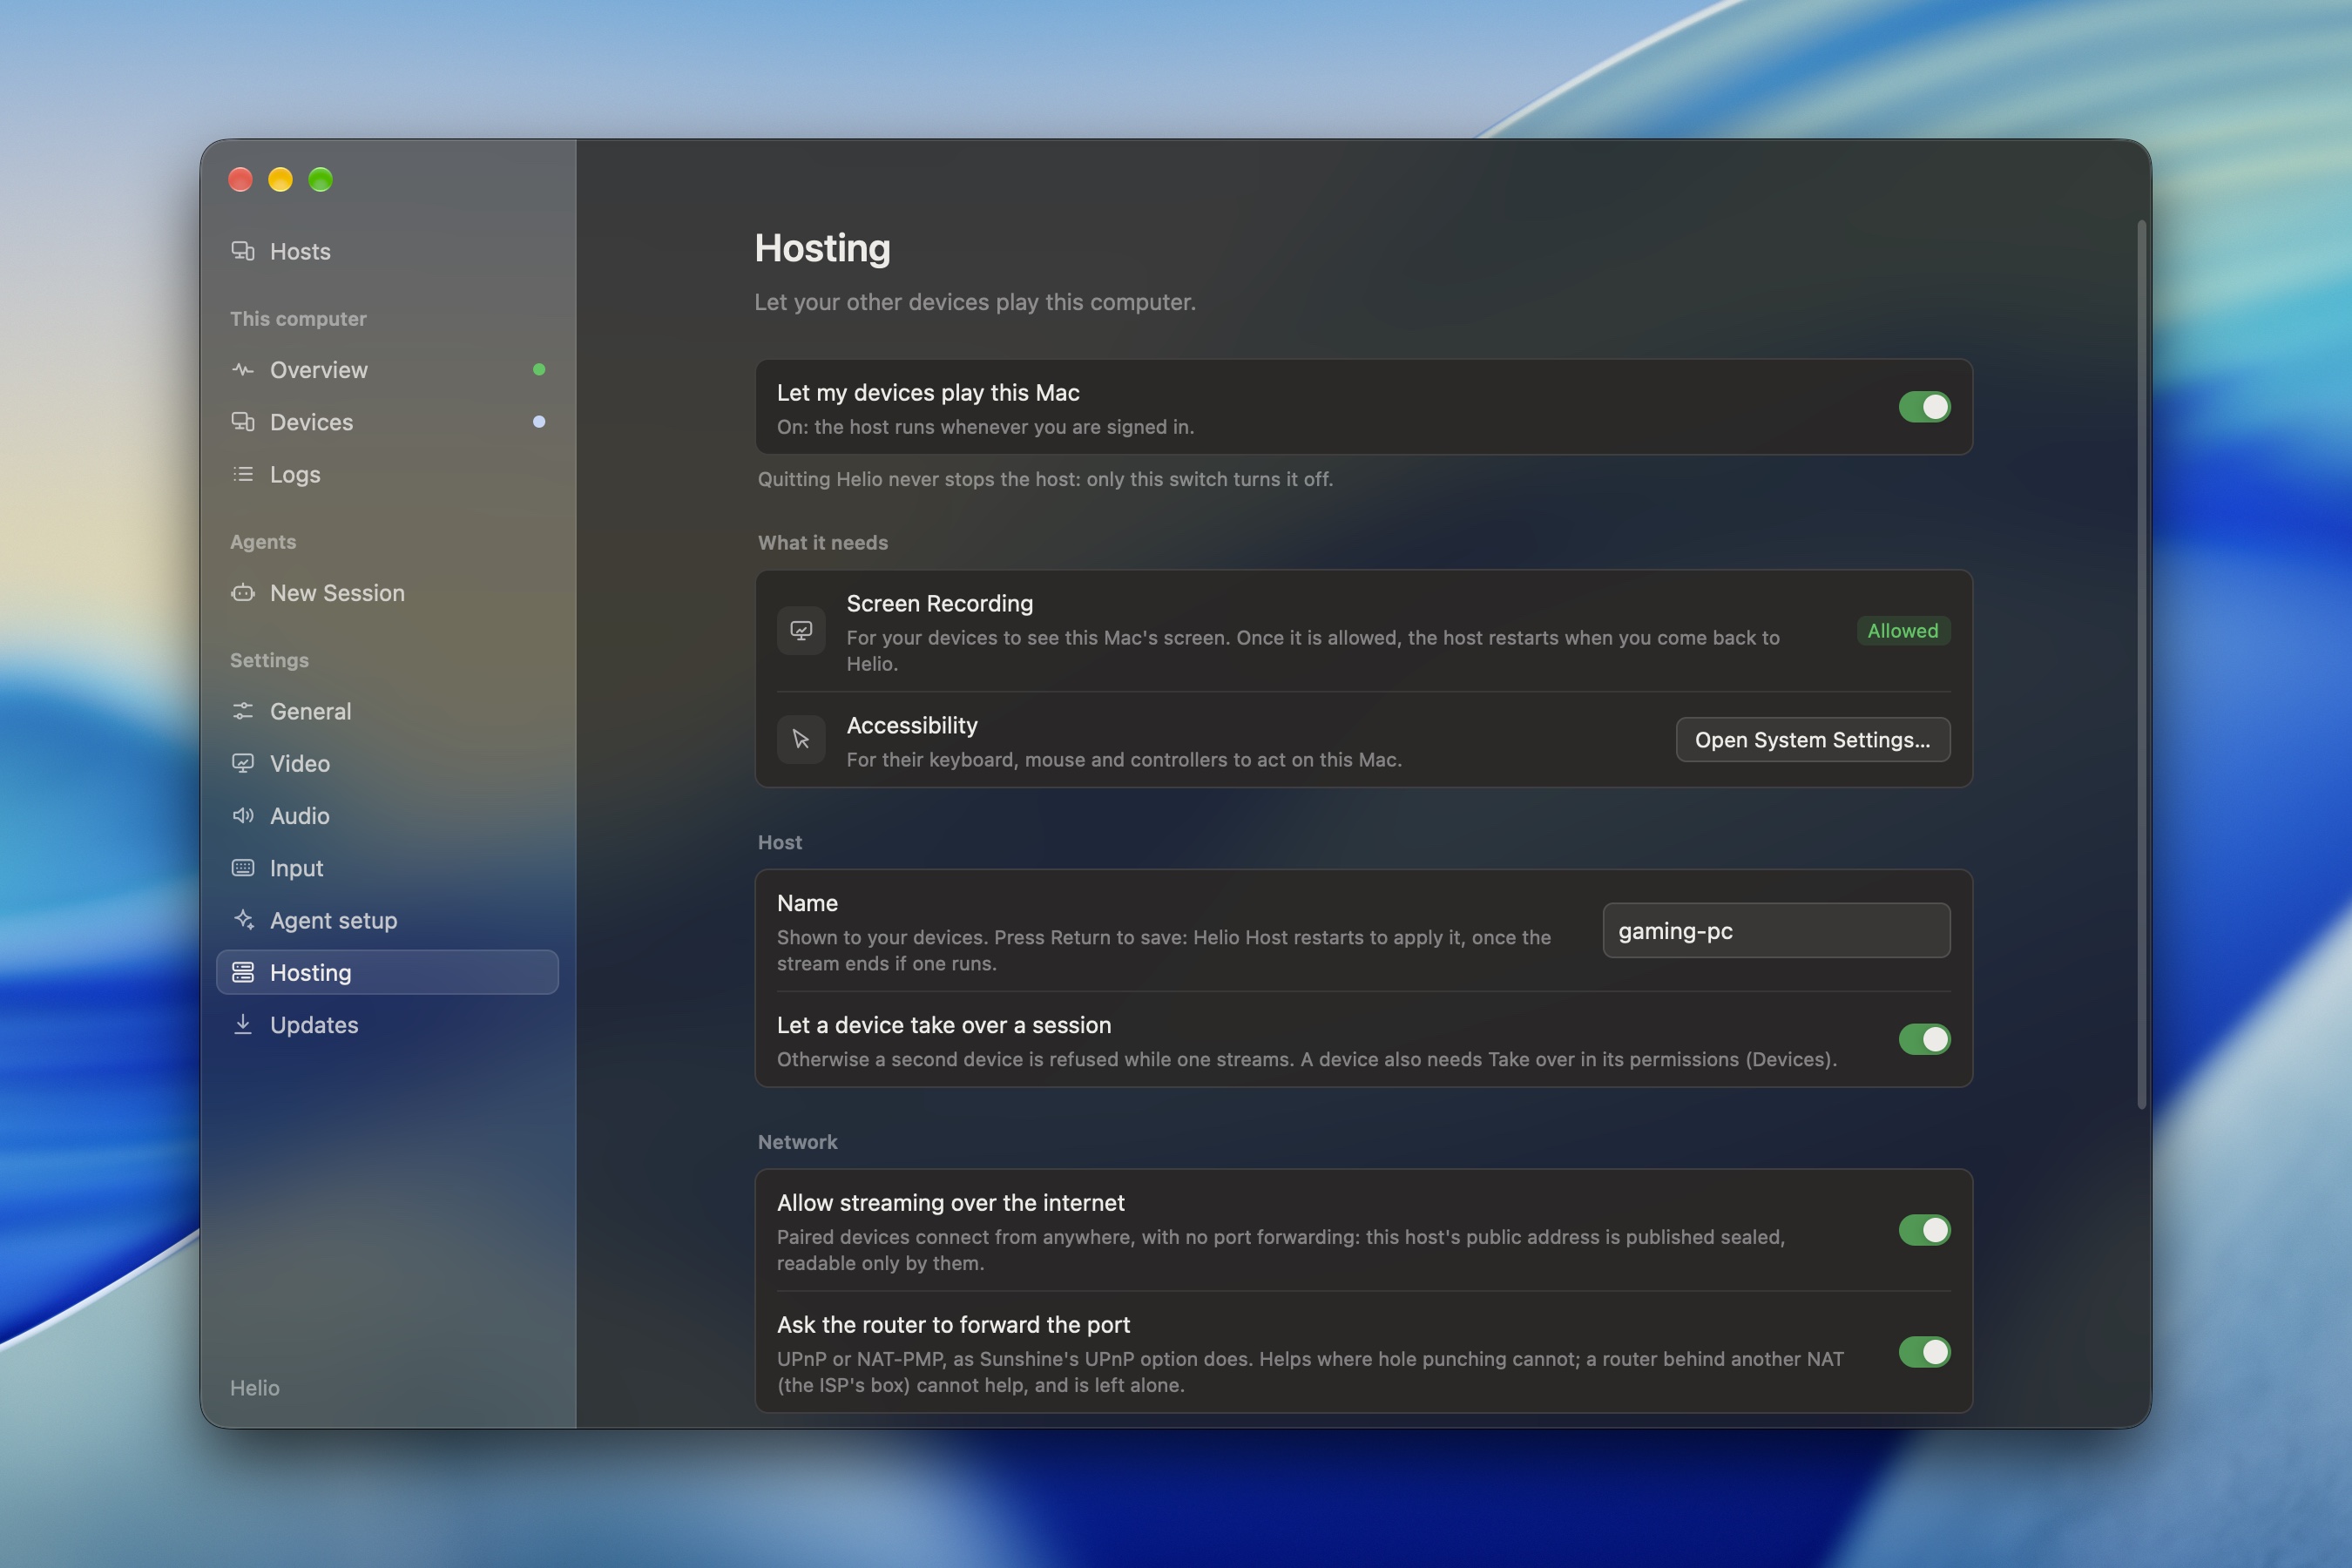 Hosts
This computer
Overview
Devices
Logs
Agents
New Session
Settings
General
Video
Audio
Input
Agent setup
Hosting
Updates
Helio
Hosting
Let your other devices play this computer.
Let my devices play this Mac
On: the host runs whenever you are signed in.
Quitting Helio never stops the host: only this switch turns it off.
What it needs
Screen Recording
For your devices to see this Mac's screen. Once it is allowed, the host restarts when you come back to
Helio.
Allowed
Accessibility
For their keyboard, mouse and controllers to act on this Mac.
Open System Settings...
Host
Name
Shown to your devices. Press Return to save: Helio Host restarts to apply it, once the
stream ends if one runs.
gaming-pc
Let a device take over a session
Otherwise a second device is refused while one streams. A device also needs Take over in its permissions (Devices).
Network
Allow streaming over the internet
Paired devices connect from anywhere, with no port forwarding: this host's public address is published sealed,
readable only by them.
Ask the router to forward the port
UPnP or NAT-PMP, as Sunshine's UPnP option does. Helps where hole punching cannot; a router behind another NAT
(the ISP's box) cannot help, and is left alone.